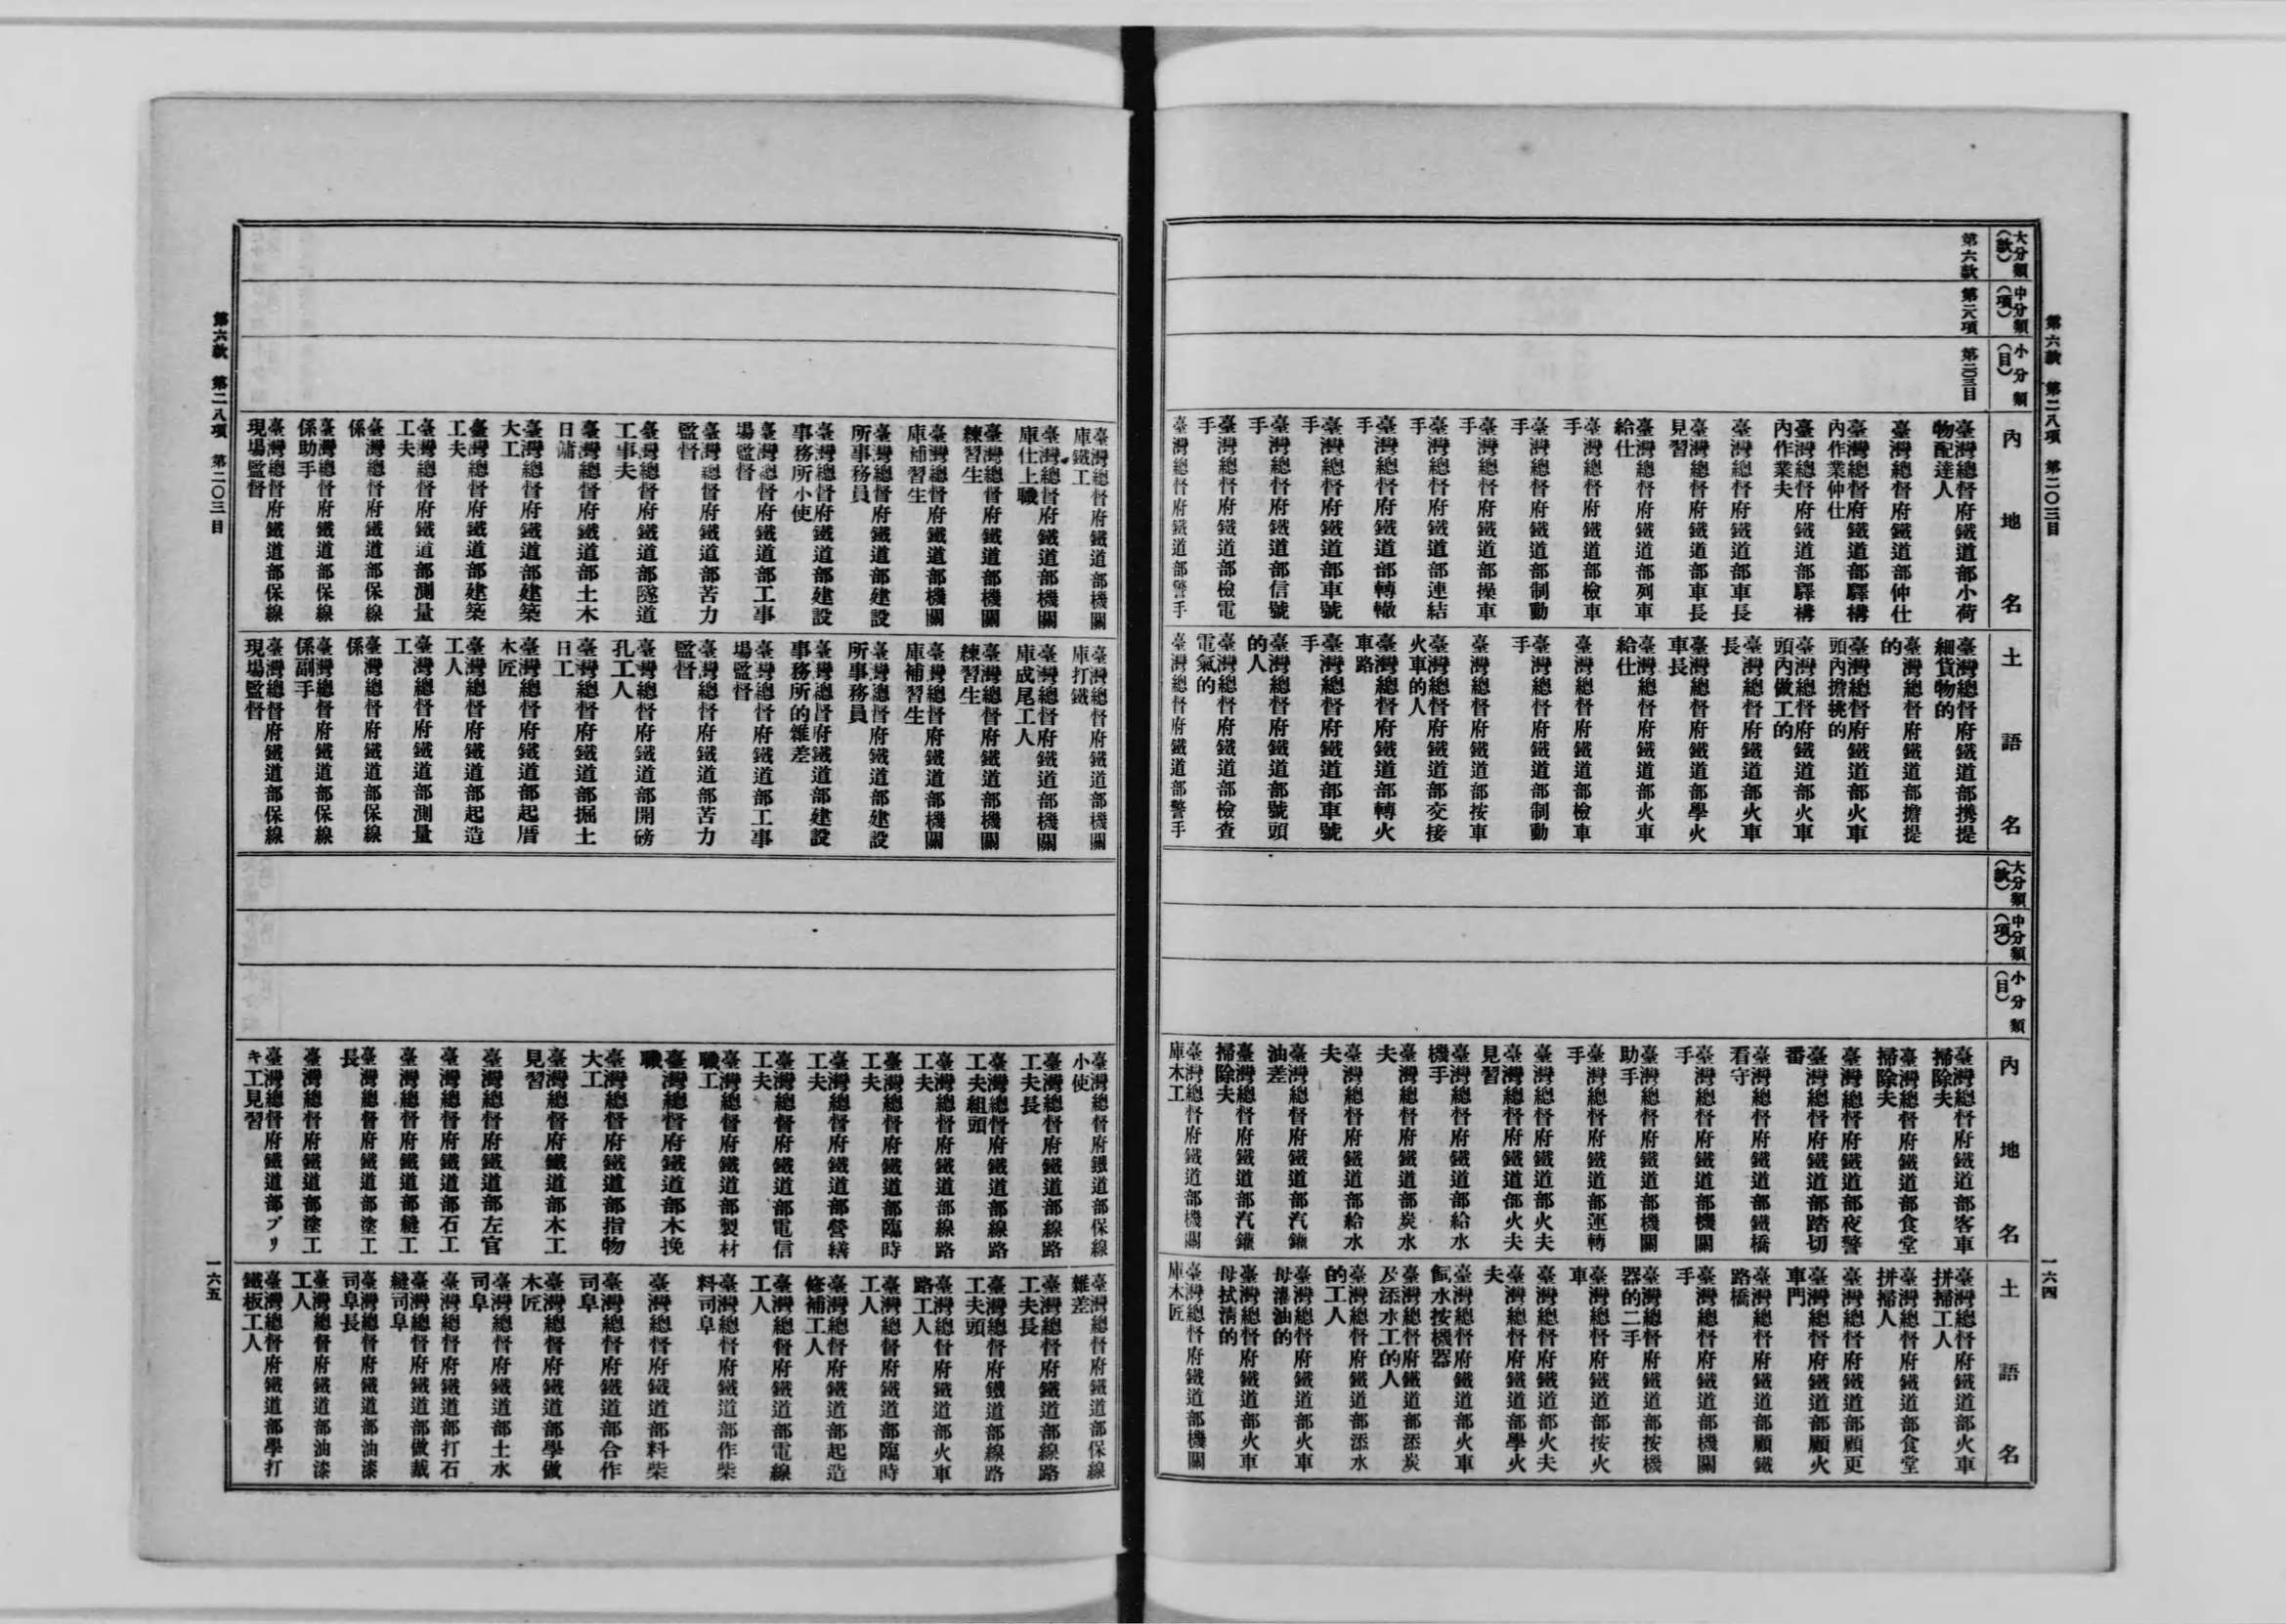 第六款 第二八項 第二〇三目
大分類(款)
中分類(項)
小分類(目)
內地名
土語名
第六款
第二八項
第二〇三目
臺灣總督府鐵道部小荷
物配達人
臺灣總督府鐵道部仲仕
臺灣總督府鐵道部驛構
內作業仲仕
臺灣總督府鐵道部驛構
內作業夫
臺灣總督府鐵道部車長
臺灣總督府鐵道部車長
見習
臺灣總督府鐵道部列車
給仕
臺灣總督府鐵道部檢車
手
臺灣總督府鐵道部制動
手
臺灣總督府鐵道部操車
手
臺灣總督府鐵道部連結
手
臺灣總督府鐵道部轉轍
手
臺灣總督府鐵道部車號
手
臺灣總督府鐵道部信號
手
臺灣總督府鐵道部檢電
手
臺灣總督府鐵道部警手
臺灣總督府鐵道部携提
細貨物的
臺灣總督府鐵道部擔提
的
臺灣總督府鐵道部火車
頭內擔挑的
臺灣總督府鐵道部火車
頭內做工的
臺灣總督府鐵道部火車
長
臺灣總督府鐵道部學火
車長
臺灣總督府鐵道部火車
給仕
臺灣總督府鐵道部檢車
臺灣總督府鐵道部制動
手
臺灣總督府鐵道部按車
臺灣總督府鐵道部交接
火車的人
臺灣總督府鐵道部轉火
車路
臺灣總督府鐵道部車號
手
臺灣總督府鐵道部號頭
的人
臺灣總督府鐵道部檢查
電氣的
臺灣總督府鐵道部警手
大分類(款)
中分類(項)
小分類(目)
內地名
土語名
臺灣總督府鐵道部客車
掃除夫
臺灣總督府鐵道部食堂
掃除夫
臺灣總督府鐵道部夜警
臺灣總督府鐵道部踏切
番
臺灣總督府鐵道部鐵橋
看守
臺灣總督府鐵道部機關
手
臺灣總督府鐵道部機關
助手
臺灣總督府鐵道部運轉
手
臺灣總督府鐵道部火夫
臺灣總督府鐵道部火夫
見習
臺灣總督府鐵道部給水
機手
臺灣總督府鐵道部炭水
夫
臺灣總督府鐵道部給水
夫
臺灣總督府鐵道部汽鑵
油差
臺灣總督府鐵道部汽鑵
掃除夫
臺灣總督府鐵道部機關
庫木工
臺灣總督府鐵道部火車
拼掃工人
臺灣總督府鐵道部食堂
拼掃人
臺灣總督府鐵道部顧更
臺灣總督府鐵道部顧火
車門
臺灣總督府鐵道部顧鐵
路橋
臺灣總督府鐵道部機關
手
臺灣總督府鐵道部按機
器的二手
臺灣總督府鐵道部按火
車
臺灣總督府鐵道部火夫
臺灣總督府鐵道部學火
夫
臺灣總督府鐵道部火車
飼水按機器
臺灣總督府鐵道部添炭
及添水工的人
臺灣總督府鐵道部添水
的工人
臺灣總督府鐵道部火車
母灌油的
臺灣總督府鐵道部火車
母拭淸的
臺灣總督府鐵道部機關
庫木匠
一六四
臺灣總督府鐵道部機關
庫鐵工
臺灣總督府鐵道部機關
庫仕上職
臺灣總督府鐵道部機關
練習生
臺灣總督府鐵道部機關
庫補習生
臺灣總督府鐵道部建設
所事務員
臺灣總督府鐵道部建設
事務所小使
臺灣總督府鐵道部工事
場監督
臺灣總督府鐵道部苦力
監督
臺灣總督府鐵道部隧道
工事夫
臺灣總督府鐵道部土木
日傭
臺灣總督府鐵道部建築
大工
臺灣總督府鐵道部建築
工夫
臺灣總督府鐵道部測量
工夫
臺灣總督府鐵道部保線
係
臺灣總督府鐵道部保線
係助手
臺灣總督府鐵道部保線
現場監督
臺灣總督府鐵道部機關
庫打鐵
臺灣總督府鐵道部機關
庫成尾工人
臺灣總督府鐵道部機關
練習生
臺灣總督府鐵道部機關
庫補習生
臺灣總督府鐵道部建設
所事務員
臺灣總督府鐵道部建設
事務所的雜差
臺灣總督府鐵道部工事
場監督
臺灣總督府鐵道部苦力
監督
臺灣總督府鐵道部開磅
孔工人
臺灣總督府鐵道部掘土
日工
臺灣總督府鐵道部起厝
木匠
臺灣總督府鐵道部起造
工人
臺灣總督府鐵道部測量
工
臺灣總督府鐵道部保線
係
臺灣總督府鐵道部保線
係副手
臺灣總督府鐵道部保線
現場監督
臺灣總督府鐵道部保線
小使
臺灣總督府鐵道部線路
工夫長
臺灣總督府鐵道部線路
工夫組頭
臺灣總督府鐵道部線路
工夫
臺灣總督府鐵道部臨時
工夫
臺灣總督府鐵道部營繕
工夫
臺灣總督府鐵道部電信
工夫
臺灣總督府鐵道部製材
職工
臺灣總督府鐵道部木挽
職
臺灣總督府鐵道部指物
大工
臺灣總督府鐵道部木工
見習
臺灣總督府鐵道部左官
臺灣總督府鐵道部石工
臺灣總督府鐵道部縫工
臺灣總督府鐵道部塗工
長
臺灣總督府鐵道部塗工
臺灣總督府鐵道部ブリ
キ工見習
臺灣總督府鐵道部保線
雜差
臺灣總督府鐵道部線路
工夫長
臺灣總督府鐵道部線路
工夫頭
臺灣總督府鐵道部火車
路工人
臺灣總督府鐵道部臨時
工人
臺灣總督府鐵道部起造
修補工人
臺灣總督府鐵道部電線
工人
臺灣總督府鐵道部作柴
料司阜
臺灣總督府鐵道部料柴
臺灣總督府鐵道部合作
司阜
臺灣總督府鐵道部學做
木匠
臺灣總督府鐵道部土水
司阜
臺灣總督府鐵道部打石
臺灣總督府鐵道部做裁
縫司阜
臺灣總督府鐵道部油漆
司阜長
臺灣總督府鐵道部油漆
工人
臺灣總督府鐵道部學打
鐵板工人
第六款 第二八項 第二〇三目
一六五